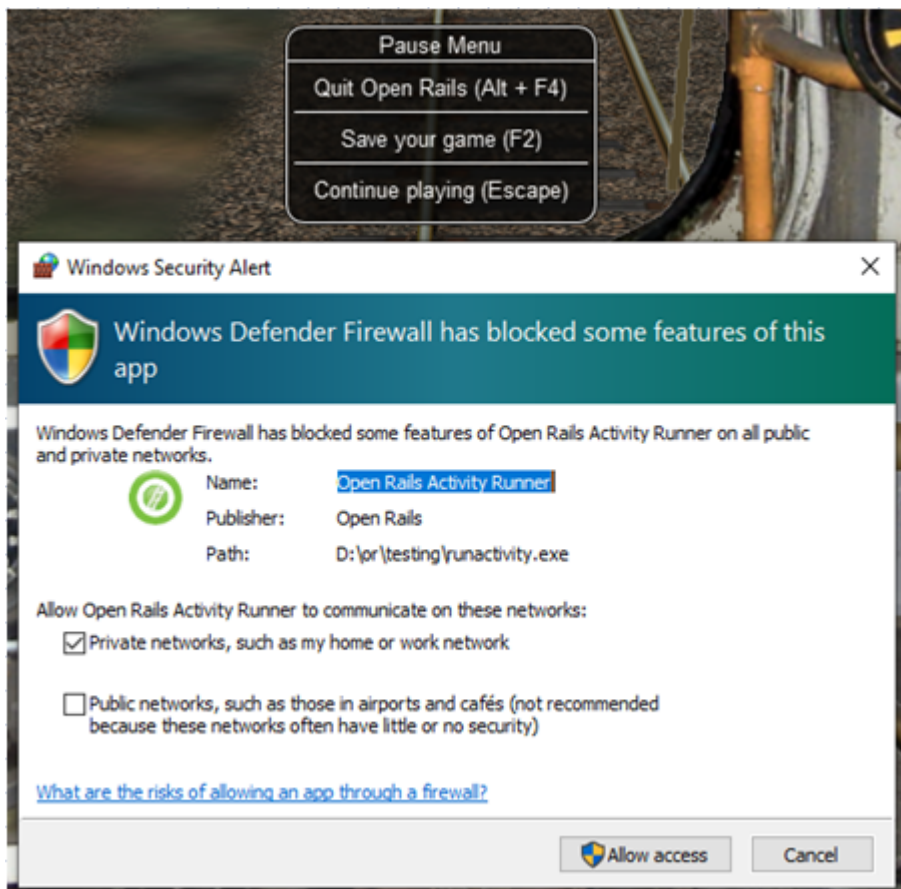 Pause Menu
Quit Open Rails (Alt + F4)
Save your game (F2)
Continue playing (Escape)
Windows Security Alert
Windows Defender Firewall has blocked some features of this
app
Windows Defender Firewall has blocked some features of Open Rails Activity Runner on all public
and private networks.
Name: Open Rails Activity Runner
Publisher: Open Rails
Path: D:\or\testing\runactivity.exe
Allow Open Rails Activity Runner to communicate on these networks:
Private networks, such as my home or work network
Public networks, such as those in airports and cafés (not recommended
because these networks often have little or no security)
What are the risks of allowing an app through a firewall?
Allow access Cancel